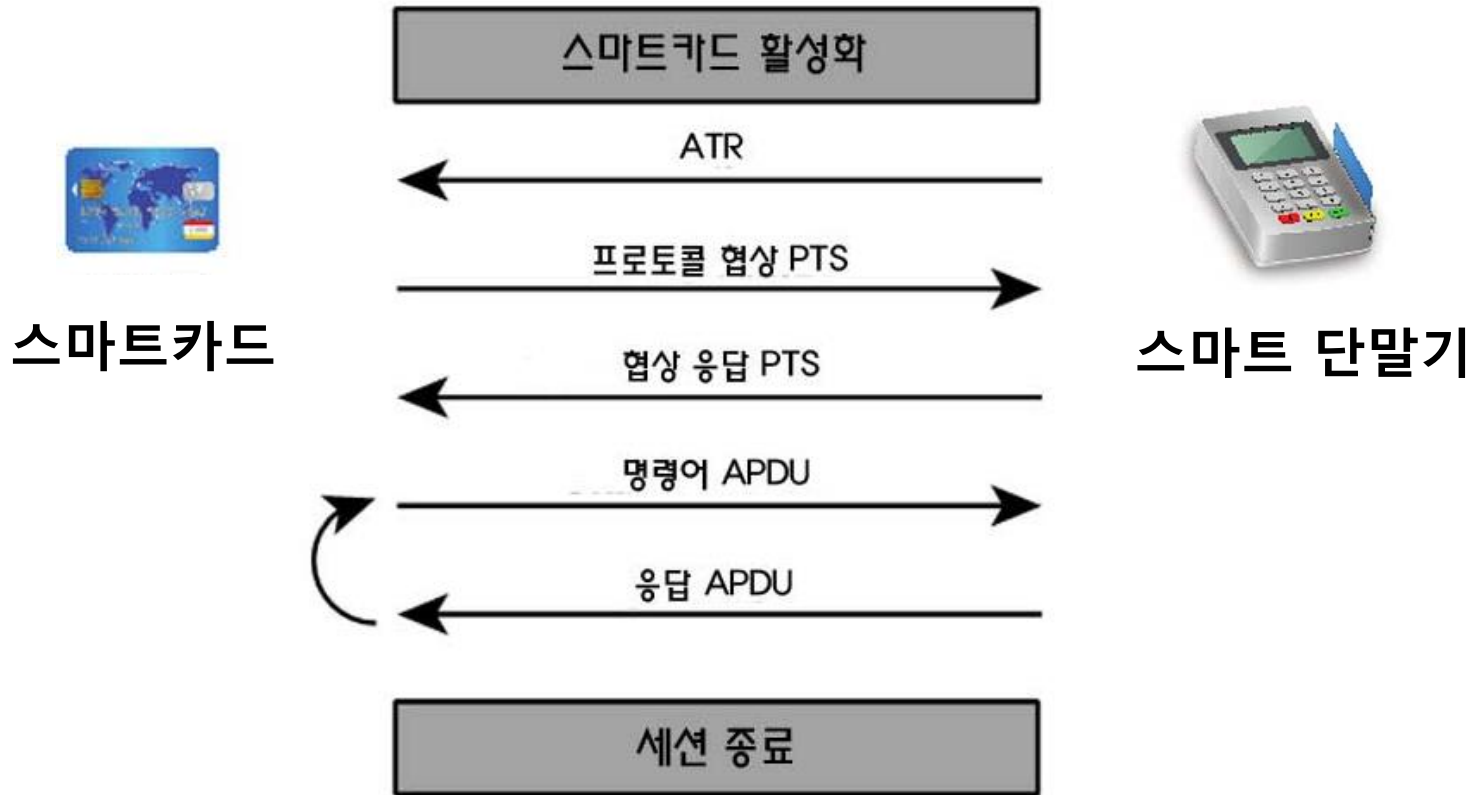 스마트카드 활성화
ATR
프로토콜 협상 PTS
스마트카드
스마트 단말기
협상 응답 PTS
명령어 APDU
응답 APDU
세션 종료